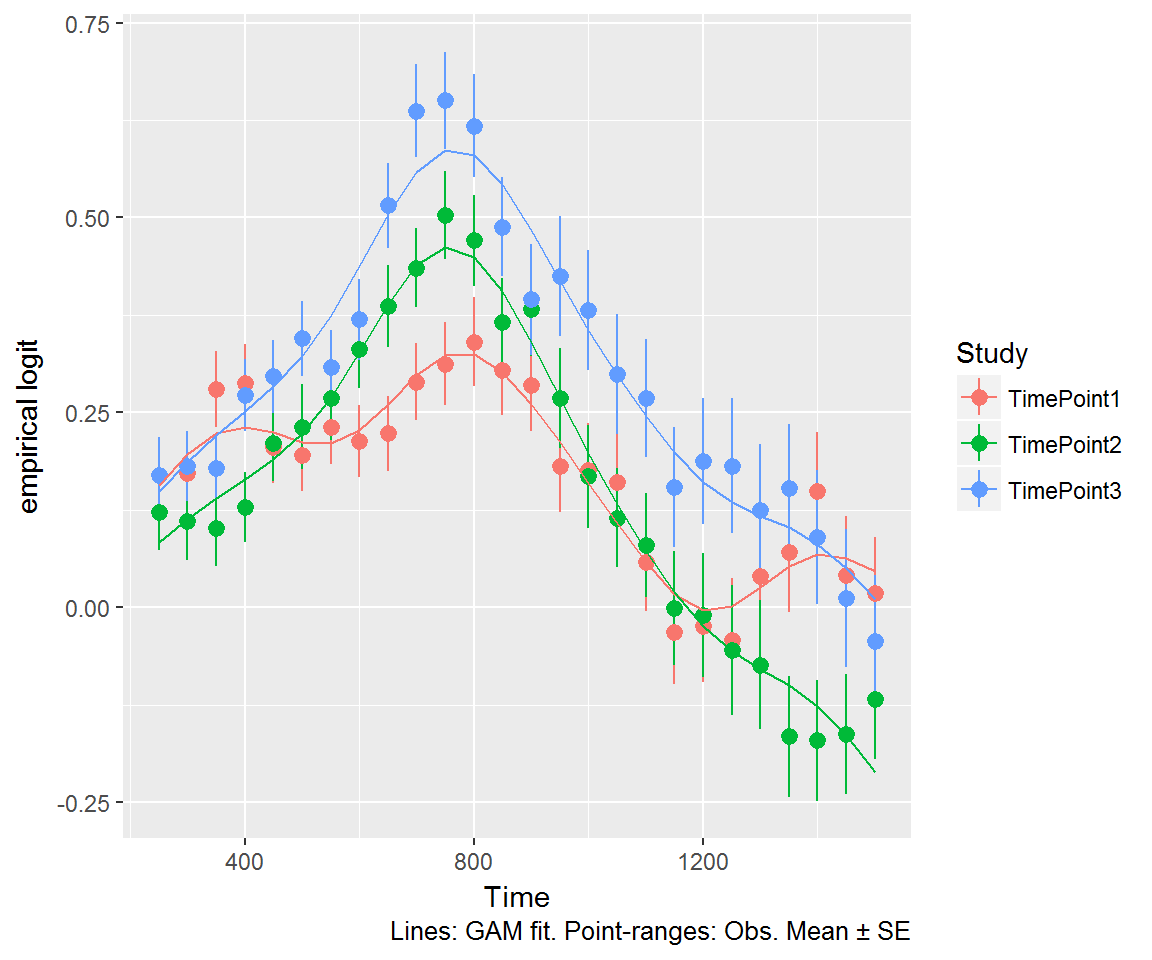 0.75
0.50
0.25
0.00
-0.25
empirical logit
400 800 1200
Time
Lines: GAM fit. Point-ranges: Obs. Mean ± SE
Study
TimePoint1
TimePoint2
TimePoint3